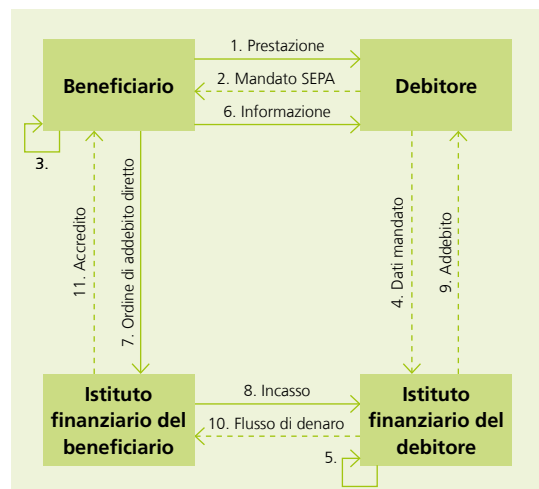 1. Prestazione
Beneficiario
2. Mandato SEPA
Debitore
6. Informazione
3.
11. Accredito
7. Ordine di addebito diretto
4. Dati mandato
9. Addebito
Istituto
finanziario del
beneficiario
8. Incasso
10. Flusso di denaro
Istituto
finanziario del
debitore
5.